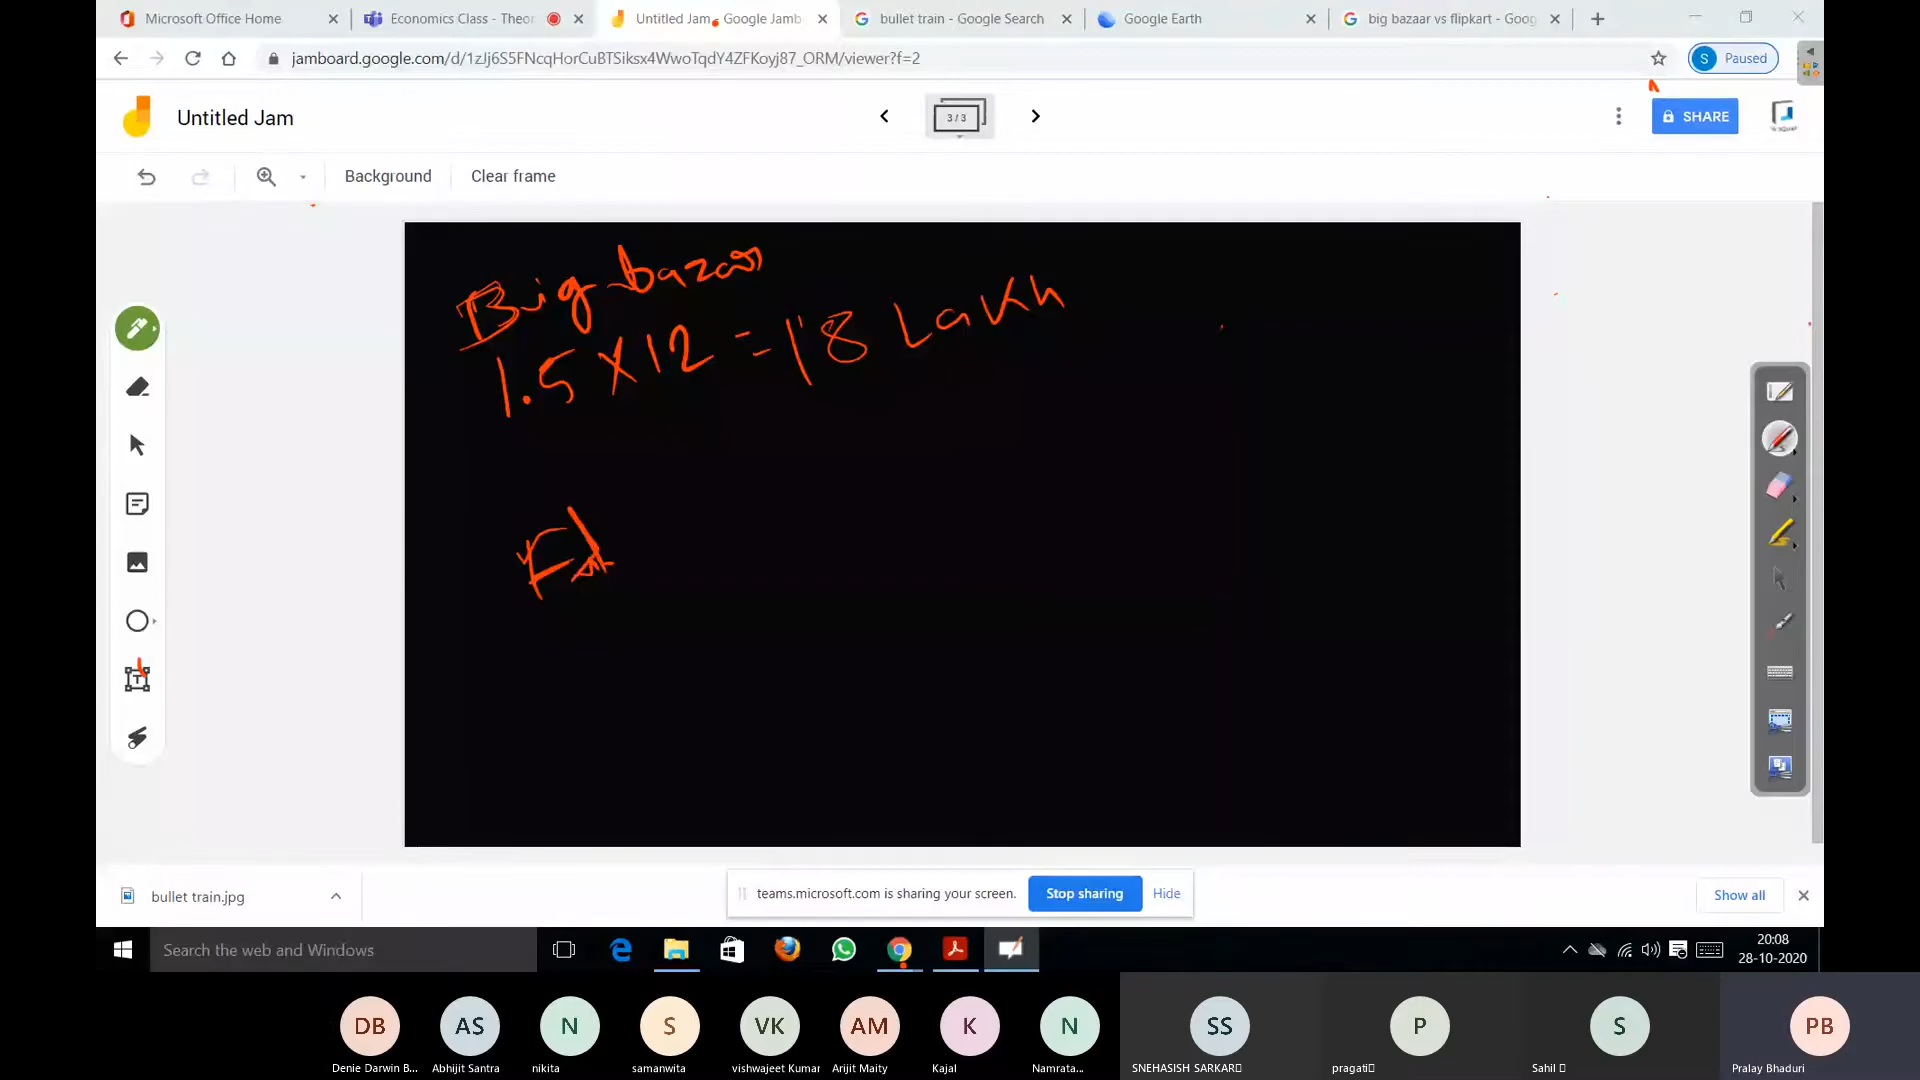 Microsoft Office Home
Economics Class - Theor
Untitled Jam - Google Jamb
bullet train - Google Search
Google Earth
big bazaar vs flipkart - Goog
jamboard.google.com/d/1zJj6S5FNcqHorCuBTSiksx4WwoTqdY4ZFKoyj87_ORM/viewer?f=2
S Paused
Untitled Jam
3 / 3
SHARE
Background
Clear frame
Big bazar
1.5 X 12 = 18 Lakh
bullet train.jpg
teams.microsoft.com is sharing your screen.
Stop sharing
Hide
Show all
Search the web and Windows
20:08
28-10-2020
DB
AS
N
S
VK
AM
K
N
SS
P
S
PB
Denie Darwin B...
Abhijit Santra
nikita
samanwita
vishwajeet Kumar
Arijit Maity
Kajal
Namrata...
SNEHASISH SARKAR
pragati
Sahil
Pralay Bhaduri